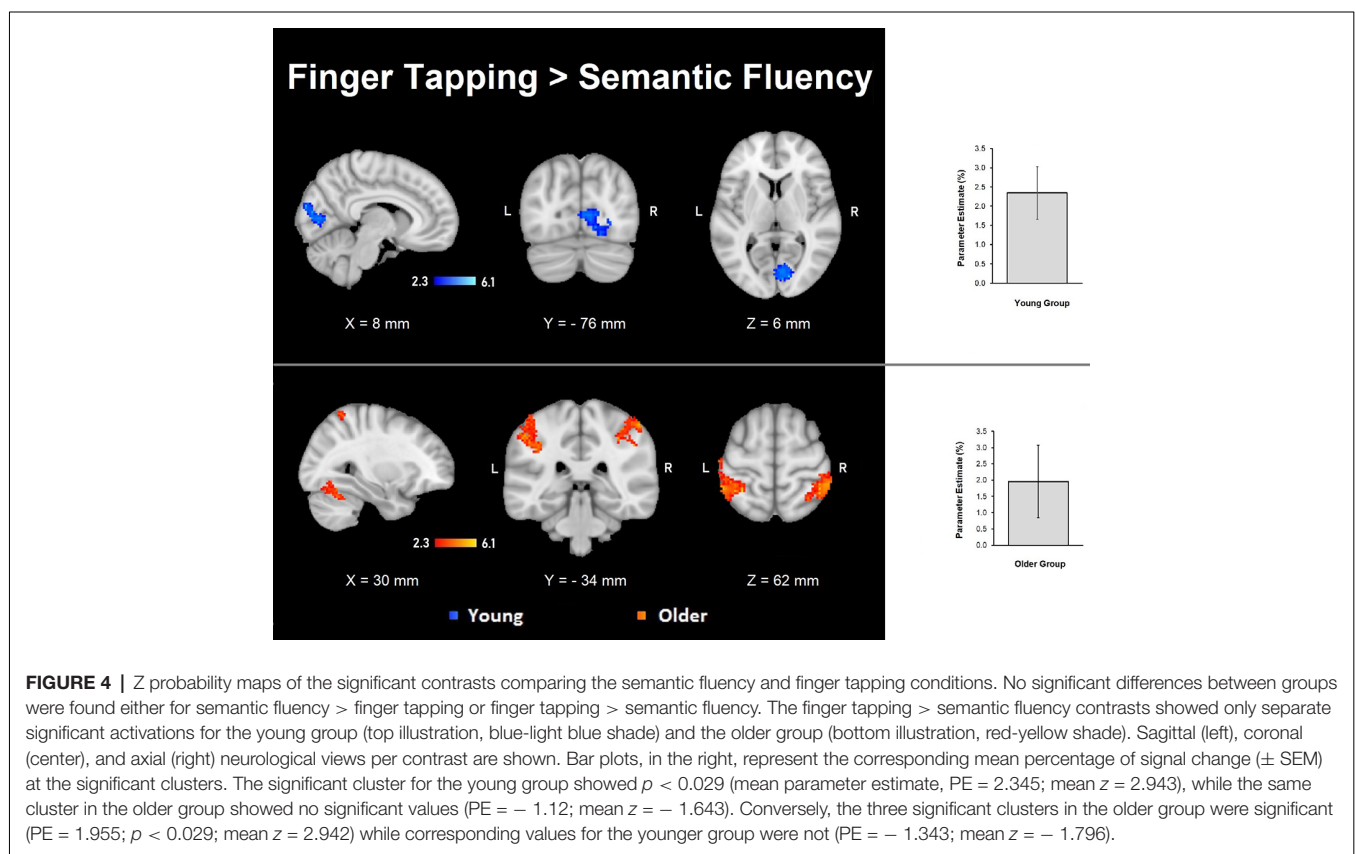 Finger Tapping > Semantic Fluency
L R L R
2.3 6.1
X = 8 mm Y = - 76 mm Z = 6 mm
Parameter Estimate (%)
3.5
3.0
2.5
2.0
1.5
1.0
0.5
0.0
Young Group
L R L R
2.3 6.1
X = 30 mm Y = - 34 mm Z = 62 mm
Young Older
Parameter Estimate (%)
3.5
3.0
2.5
2.0
1.5
1.0
0.5
0.0
Older Group
FIGURE 4 | Z probability maps of the significant contrasts comparing the semantic fluency and finger tapping conditions. No significant differences between groups
were found either for semantic fluency > finger tapping or finger tapping > semantic fluency. The finger tapping > semantic fluency contrasts showed only separate
significant activations for the young group (top illustration, blue-light blue shade) and the older group (bottom illustration, red-yellow shade). Sagittal (left), coronal
(center), and axial (right) neurological views per contrast are shown. Bar plots, in the right, represent the corresponding mean percentage of signal change (± SEM)
at the significant clusters. The significant cluster for the young group showed p < 0.029 (mean parameter estimate, PE = 2.345; mean z = 2.943), while the same
cluster in the older group showed no significant values (PE = − 1.12; mean z = − 1.643). Conversely, the three significant clusters in the older group were significant
(PE = 1.955; p < 0.029; mean z = 2.942) while corresponding values for the younger group were not (PE = − 1.343; mean z = − 1.796).